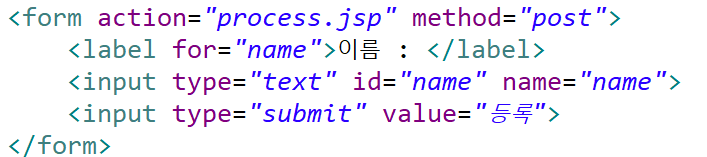 <form action="process.jsp" method="post">
    <label for="name">이름 : </label>
    <input type="text" id="name" name="name">
    <input type="submit" value="등록">
</form>